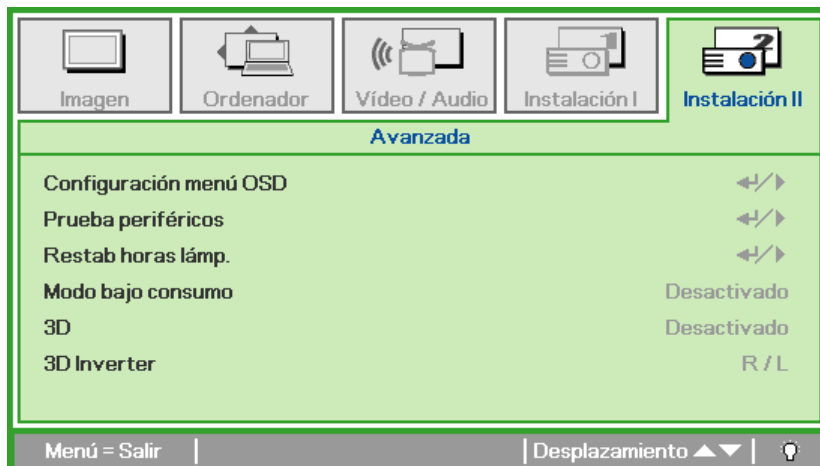 Imagen
Ordenador
Vídeo / Audio
Instalación I
2
Instalación II
Avanzada
Configuración menú OSD
Prueba periféricos
Restab horas lámp.
Modo bajo consumo Desactivado
3D Desactivado
3D Inverter R / L
Menú = Salir | | Desplazamiento ▲▼ |